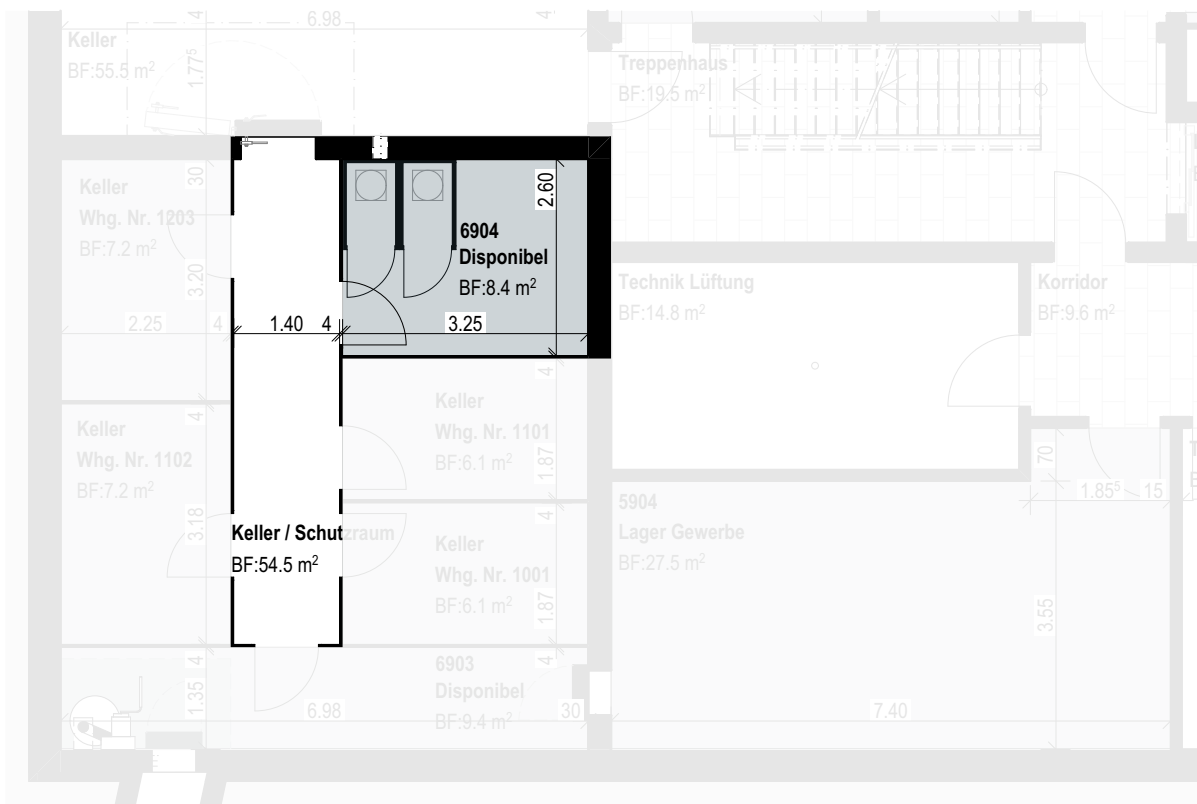 6.98
4
Keller
BF:55.5 m²
1.77⁵
4
Treppenhaus
BF:19.5 m²
Keller
Whg. Nr. 1203
BF:7.2 m²
30
3.20
2.25
4
1.40
4
3.25
2.60
6904
Disponibel
BF:8.4 m²
Technik Lüftung
BF:14.8 m²
Korridor
BF:9.6 m²
Keller
Whg. Nr. 1102
BF:7.2 m²
4
3.18
4
Keller
Whg. Nr. 1101
BF:6.1 m²
1.87
Keller / Schutzraum
BF:54.5 m²
4
Keller
Whg. Nr. 1001
BF:6.1 m²
1.87
5904
Lager Gewerbe
BF:27.5 m²
70
1.85⁵
15
3.55
4
1.35
6.98
4
6903
Disponibel
BF:9.4 m²
30
7.40